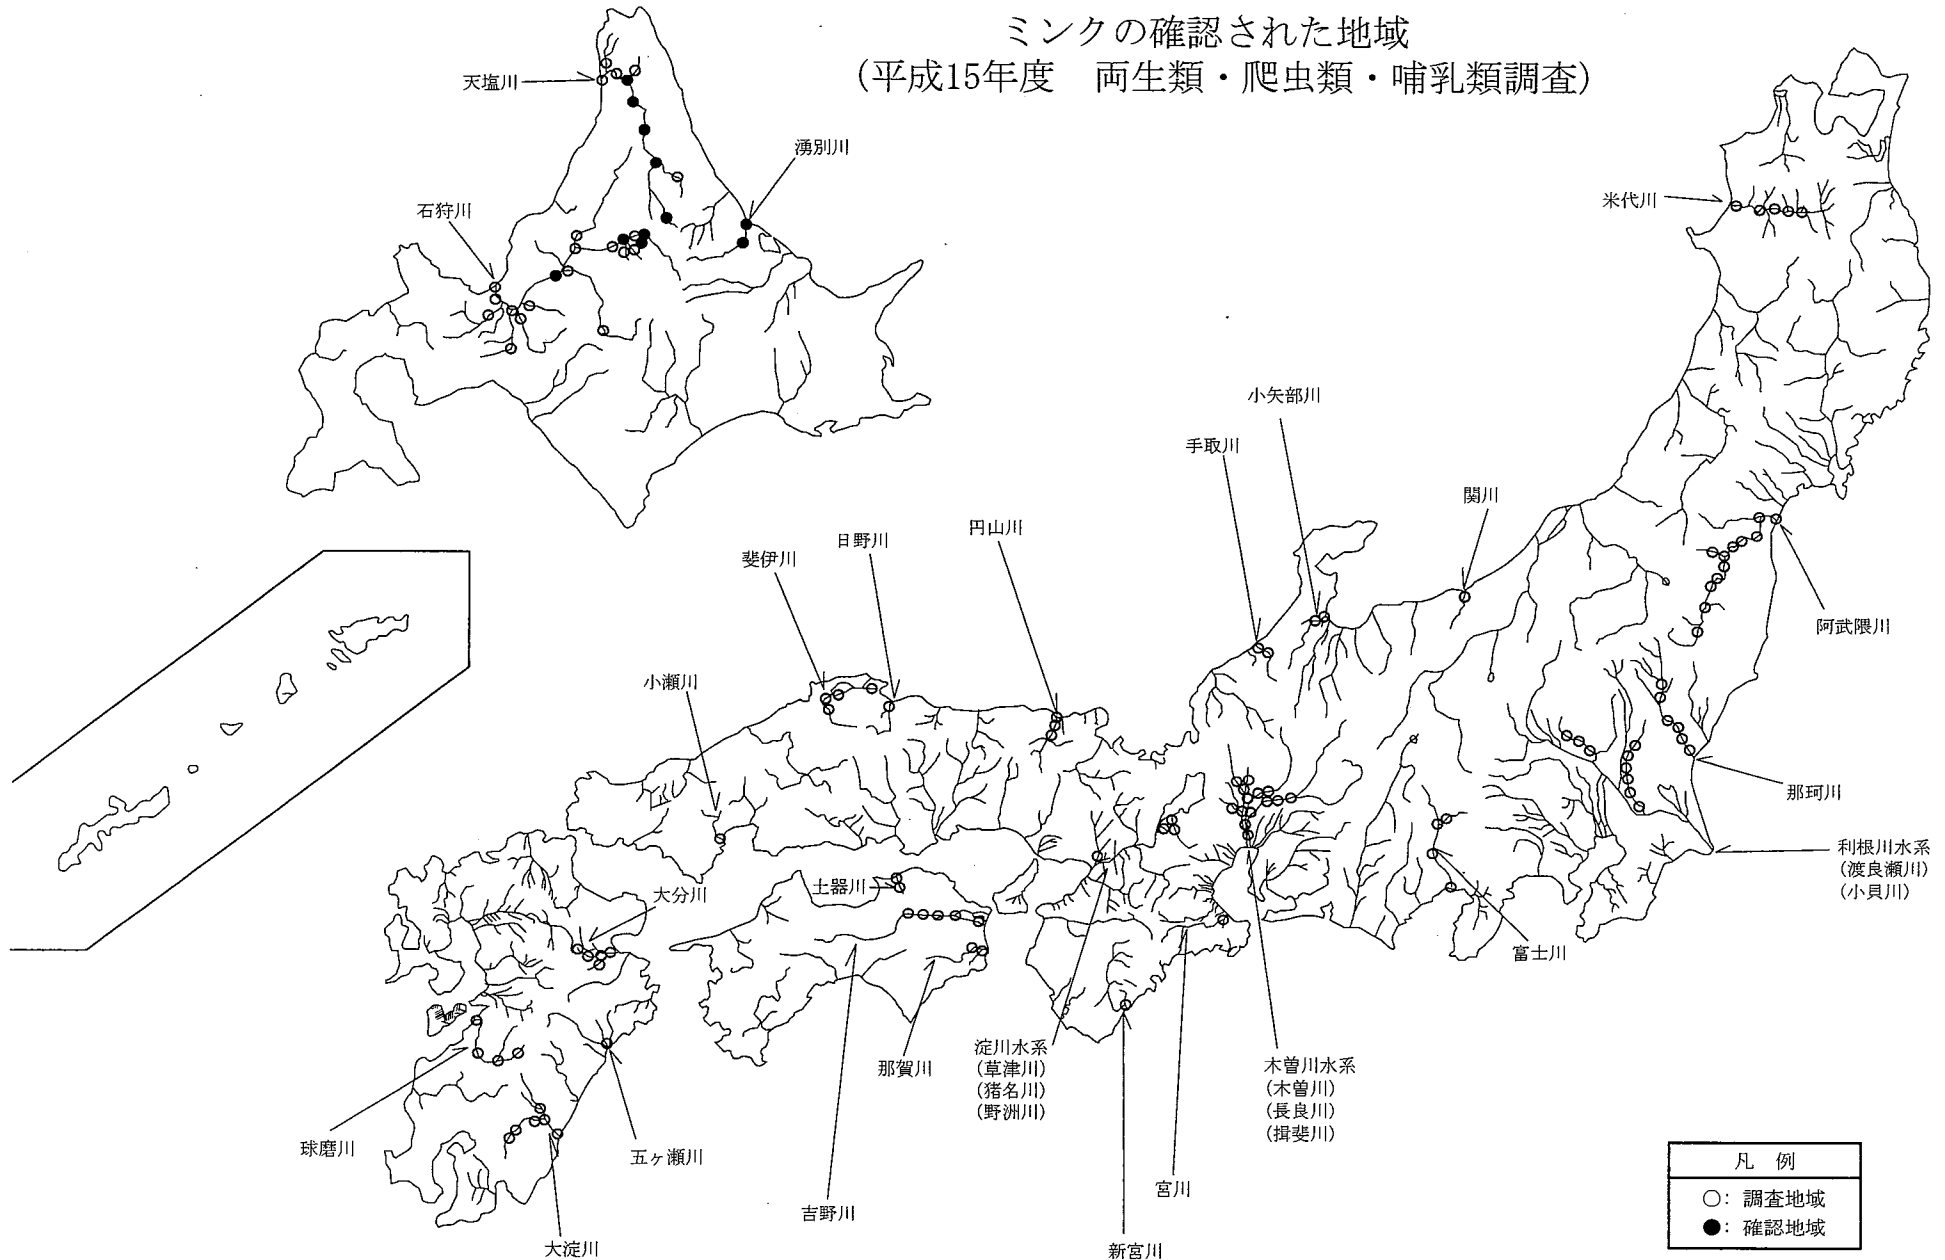 ミンクの確認された地域
(平成15年度　両生類・爬虫類・哺乳類調査)
天塩川
湧別川
石狩川
米代川
小矢部川
手取川
関川
円山川
日野川
斐伊川
阿武隈川
小瀬川
那珂川
利根川水系
(渡良瀬川)
(小貝川)
土器川
大分川
富士川
那賀川
淀川水系
(草津川)
(猪名川)
(野洲川)
木曽川水系
(木曽川)
(長良川)
(揖斐川)
球磨川
五ヶ瀬川
宮川
吉野川
大淀川
新宮川
凡 例
○: 調査地域
●: 確認地域